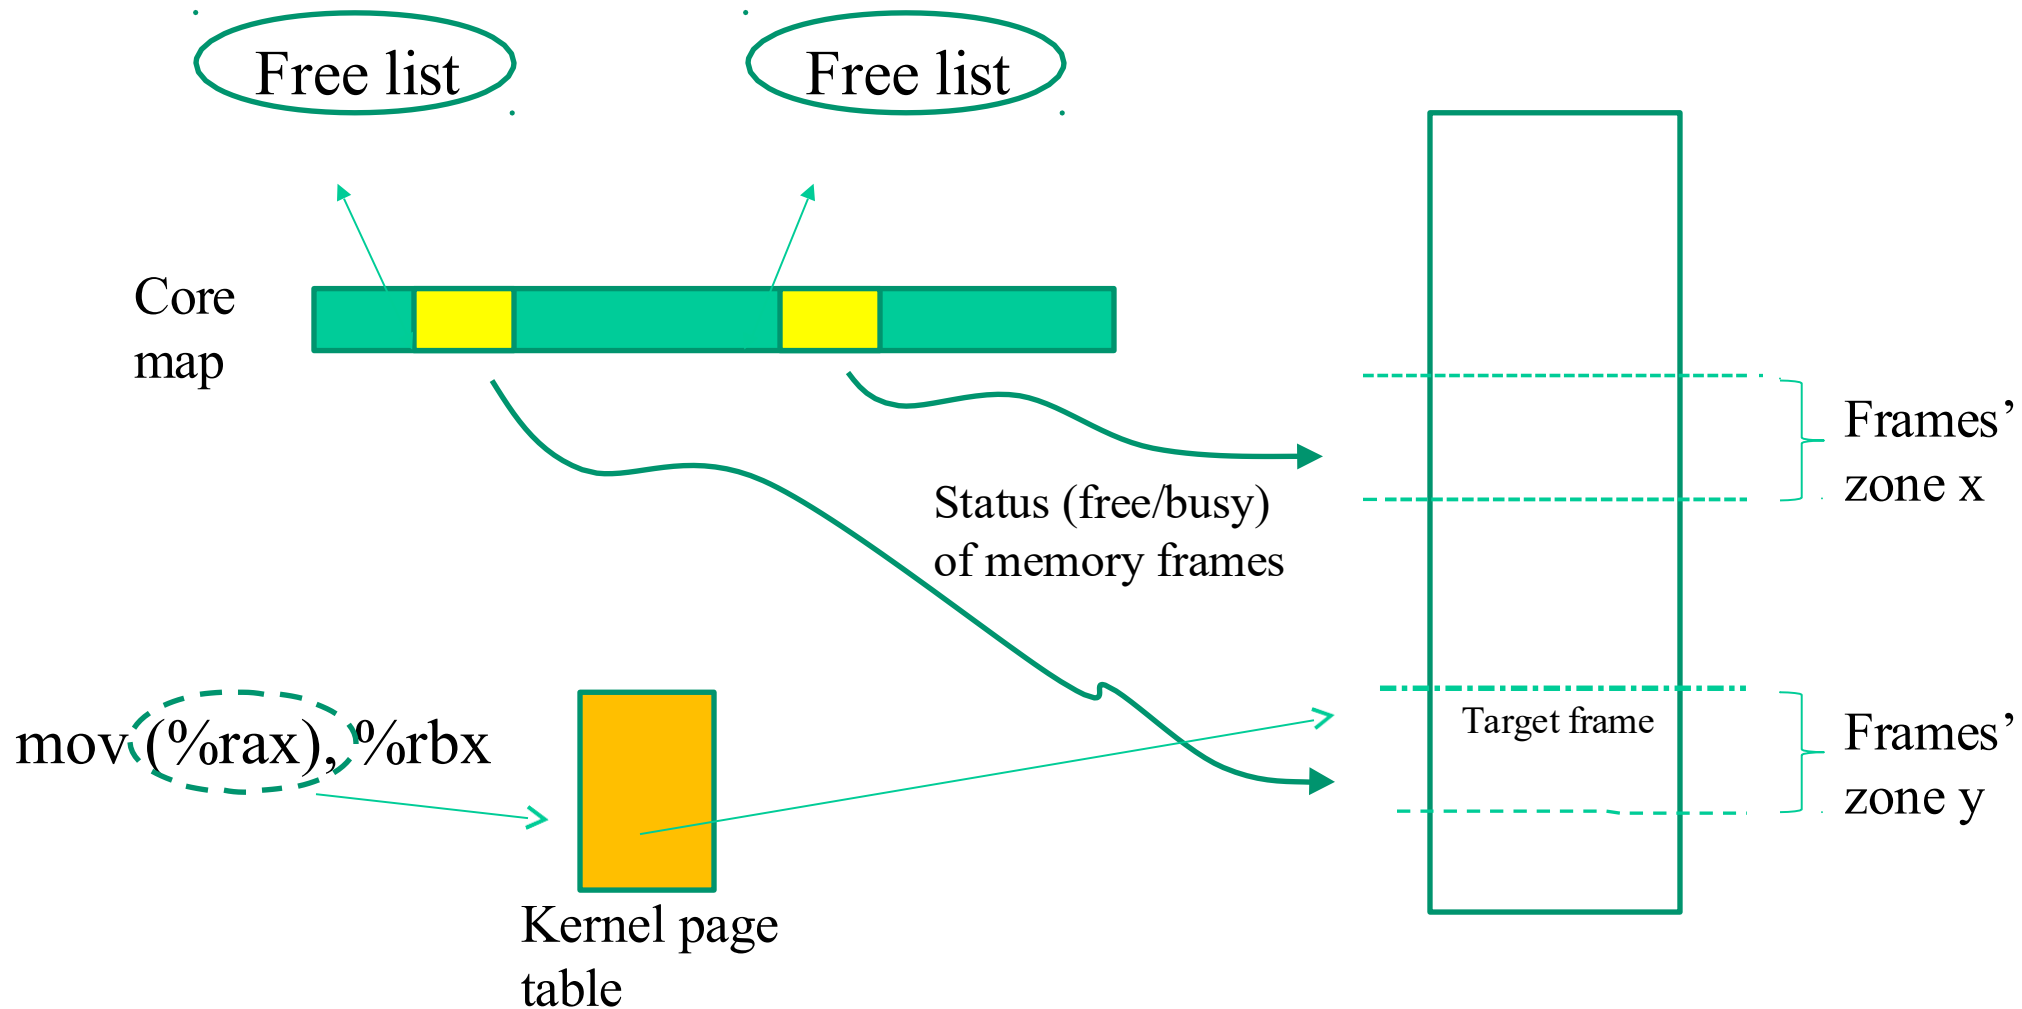 Free list
Free list
Core
map
Frames’
zone x
Status (free/busy)
of memory frames
mov (%rax), %rbx
Target frame
Frames’
zone y
Kernel page
table